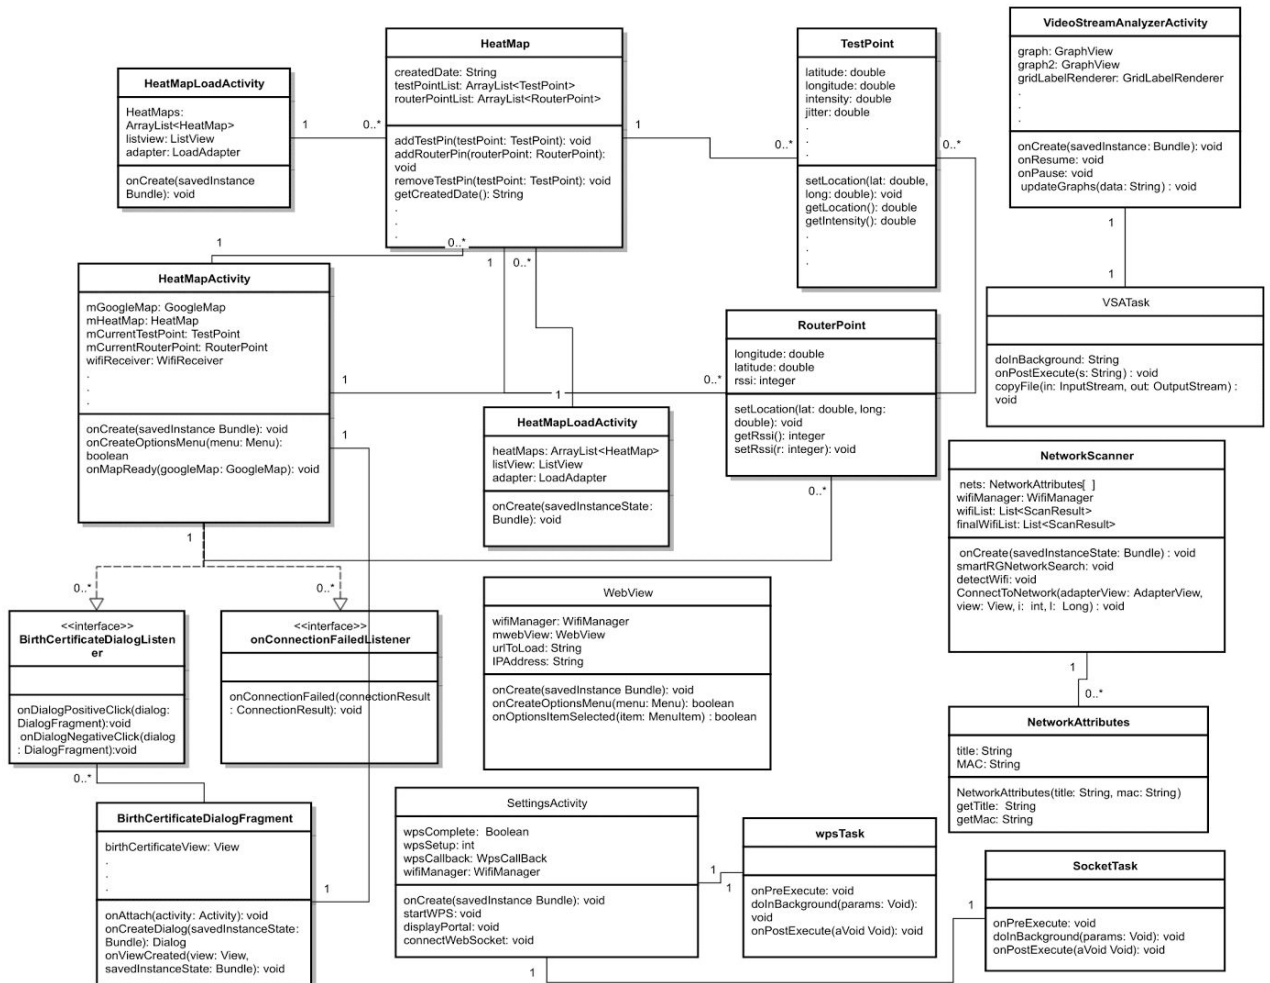 HeatMapLoadActivity
HeatMaps:
ArrayList<HeatMap>
listview: ListView
adapter: LoadAdapter
onCreate(savedInstance
Bundle): void
1
0..*
HeatMap
createdDate: String
testPointList: ArrayList<TestPoint>
routerPointList: ArrayList<RouterPoint>
addTestPin(testPoint: TestPoint): void
addRouterPin(routerPoint: RouterPoint):
void
removeTestPin(testPoint: TestPoint): void
getCreatedDate(): String
.
.
.
1
0..*
TestPoint
latitude: double
longitude: double
intensity: double
jitter: double
.
.
.
setLocation(lat: double,
long: double): void
getLocation(): double
getIntensity(): double
.
.
.
0..*
VideoStreamAnalyzerActivity
graph: GraphView
graph2: GraphView
gridLabelRenderer: GridLabelRenderer
.
.
.
onCreate(savedInstance: Bundle): void
onResume: void
onPause: void
updateGraphs(data: String) : void
1
1
VSATask
doInBackground: String
onPostExecute(s: String) : void
copyFile(in: InputStream, out: OutputStream) :
void
1
0..*
1
0..*
HeatMapActivity
mGoogleMap: GoogleMap
mHeatMap: HeatMap
mCurrentTestPoint: TestPoint
mCurrentRouterPoint: RouterPoint
wifiReceiver: WifiReceiver
.
.
.
onCreate(savedInstance Bundle): void
onCreateOptionsMenu(menu: Menu):
boolean
onMapReady(googleMap: GoogleMap): void
1
1
1
0..*
1
RouterPoint
longitude: double
latitude: double
rssi: integer
setLocation(lat: double, long:
double): void
getRssi(): integer
setRssi(r: integer): void
0..*
HeatMapLoadActivity
heatMaps: ArrayList<HeatMap>
listView: ListView
adapter: LoadAdapter
onCreate(savedInstanceState:
Bundle): void
NetworkScanner
nets: NetworkAttributes[ ]
wifiManager: WifiManager
wifiList: List<ScanResult>
finalWifiList: List<ScanResult>
onCreate(savedInstanceState: Bundle) : void
smartRGNetworkSearch: void
detectWifi: void
ConnectToNetwork(adapterView: AdapterView,
view: View, i: int, l: Long) : void
1
0..*
NetworkAttributes
title: String
MAC: String
NetworkAttributes(title: String, mac: String)
getTitle: String
getMac: String
0..*
0..*
<<interface>>
BirthCertificateDialogListen
er
onDialogPositiveClick(dialog:
DialogFragment):void
onDialogNegativeClick(dialog
: DialogFragment):void
0..*
<<interface>>
onConnectionFailedListener
onConnectionFailed(connectionResult
: ConnectionResult): void
WebView
wifiManager: WifiManager
mwebView: WebView
urlToLoad: String
IPAddress: String
onCreate(savedInstance Bundle): void
onCreateOptionsMenu(menu: Menu): boolean
onOptionsItemSelected(item: MenuItem) : boolean
BirthCertificateDialogFragment
birthCertificateView: View
.
.
.
onAttach(activity: Activity): void
onCreateDialog(savedInstanceState:
Bundle): Dialog
onViewCreated(view: View,
savedInstanceState: Bundle): void
1
SettingsActivity
wpsComplete: Boolean
wpsSetup: int
wpsCallback: WpsCallBack
wifiManager: WifiManager
onCreate(savedInstance Bundle): void
startWPS: void
displayPortal: void
connectWebSocket: void
1
1
1
wpsTask
onPreExecute: void
doInBackground(params: Void):
void
onPostExecute(aVoid Void): void
1
SocketTask
onPreExecute: void
doInBackground(params: Void): void
onPostExecute(aVoid Void): void